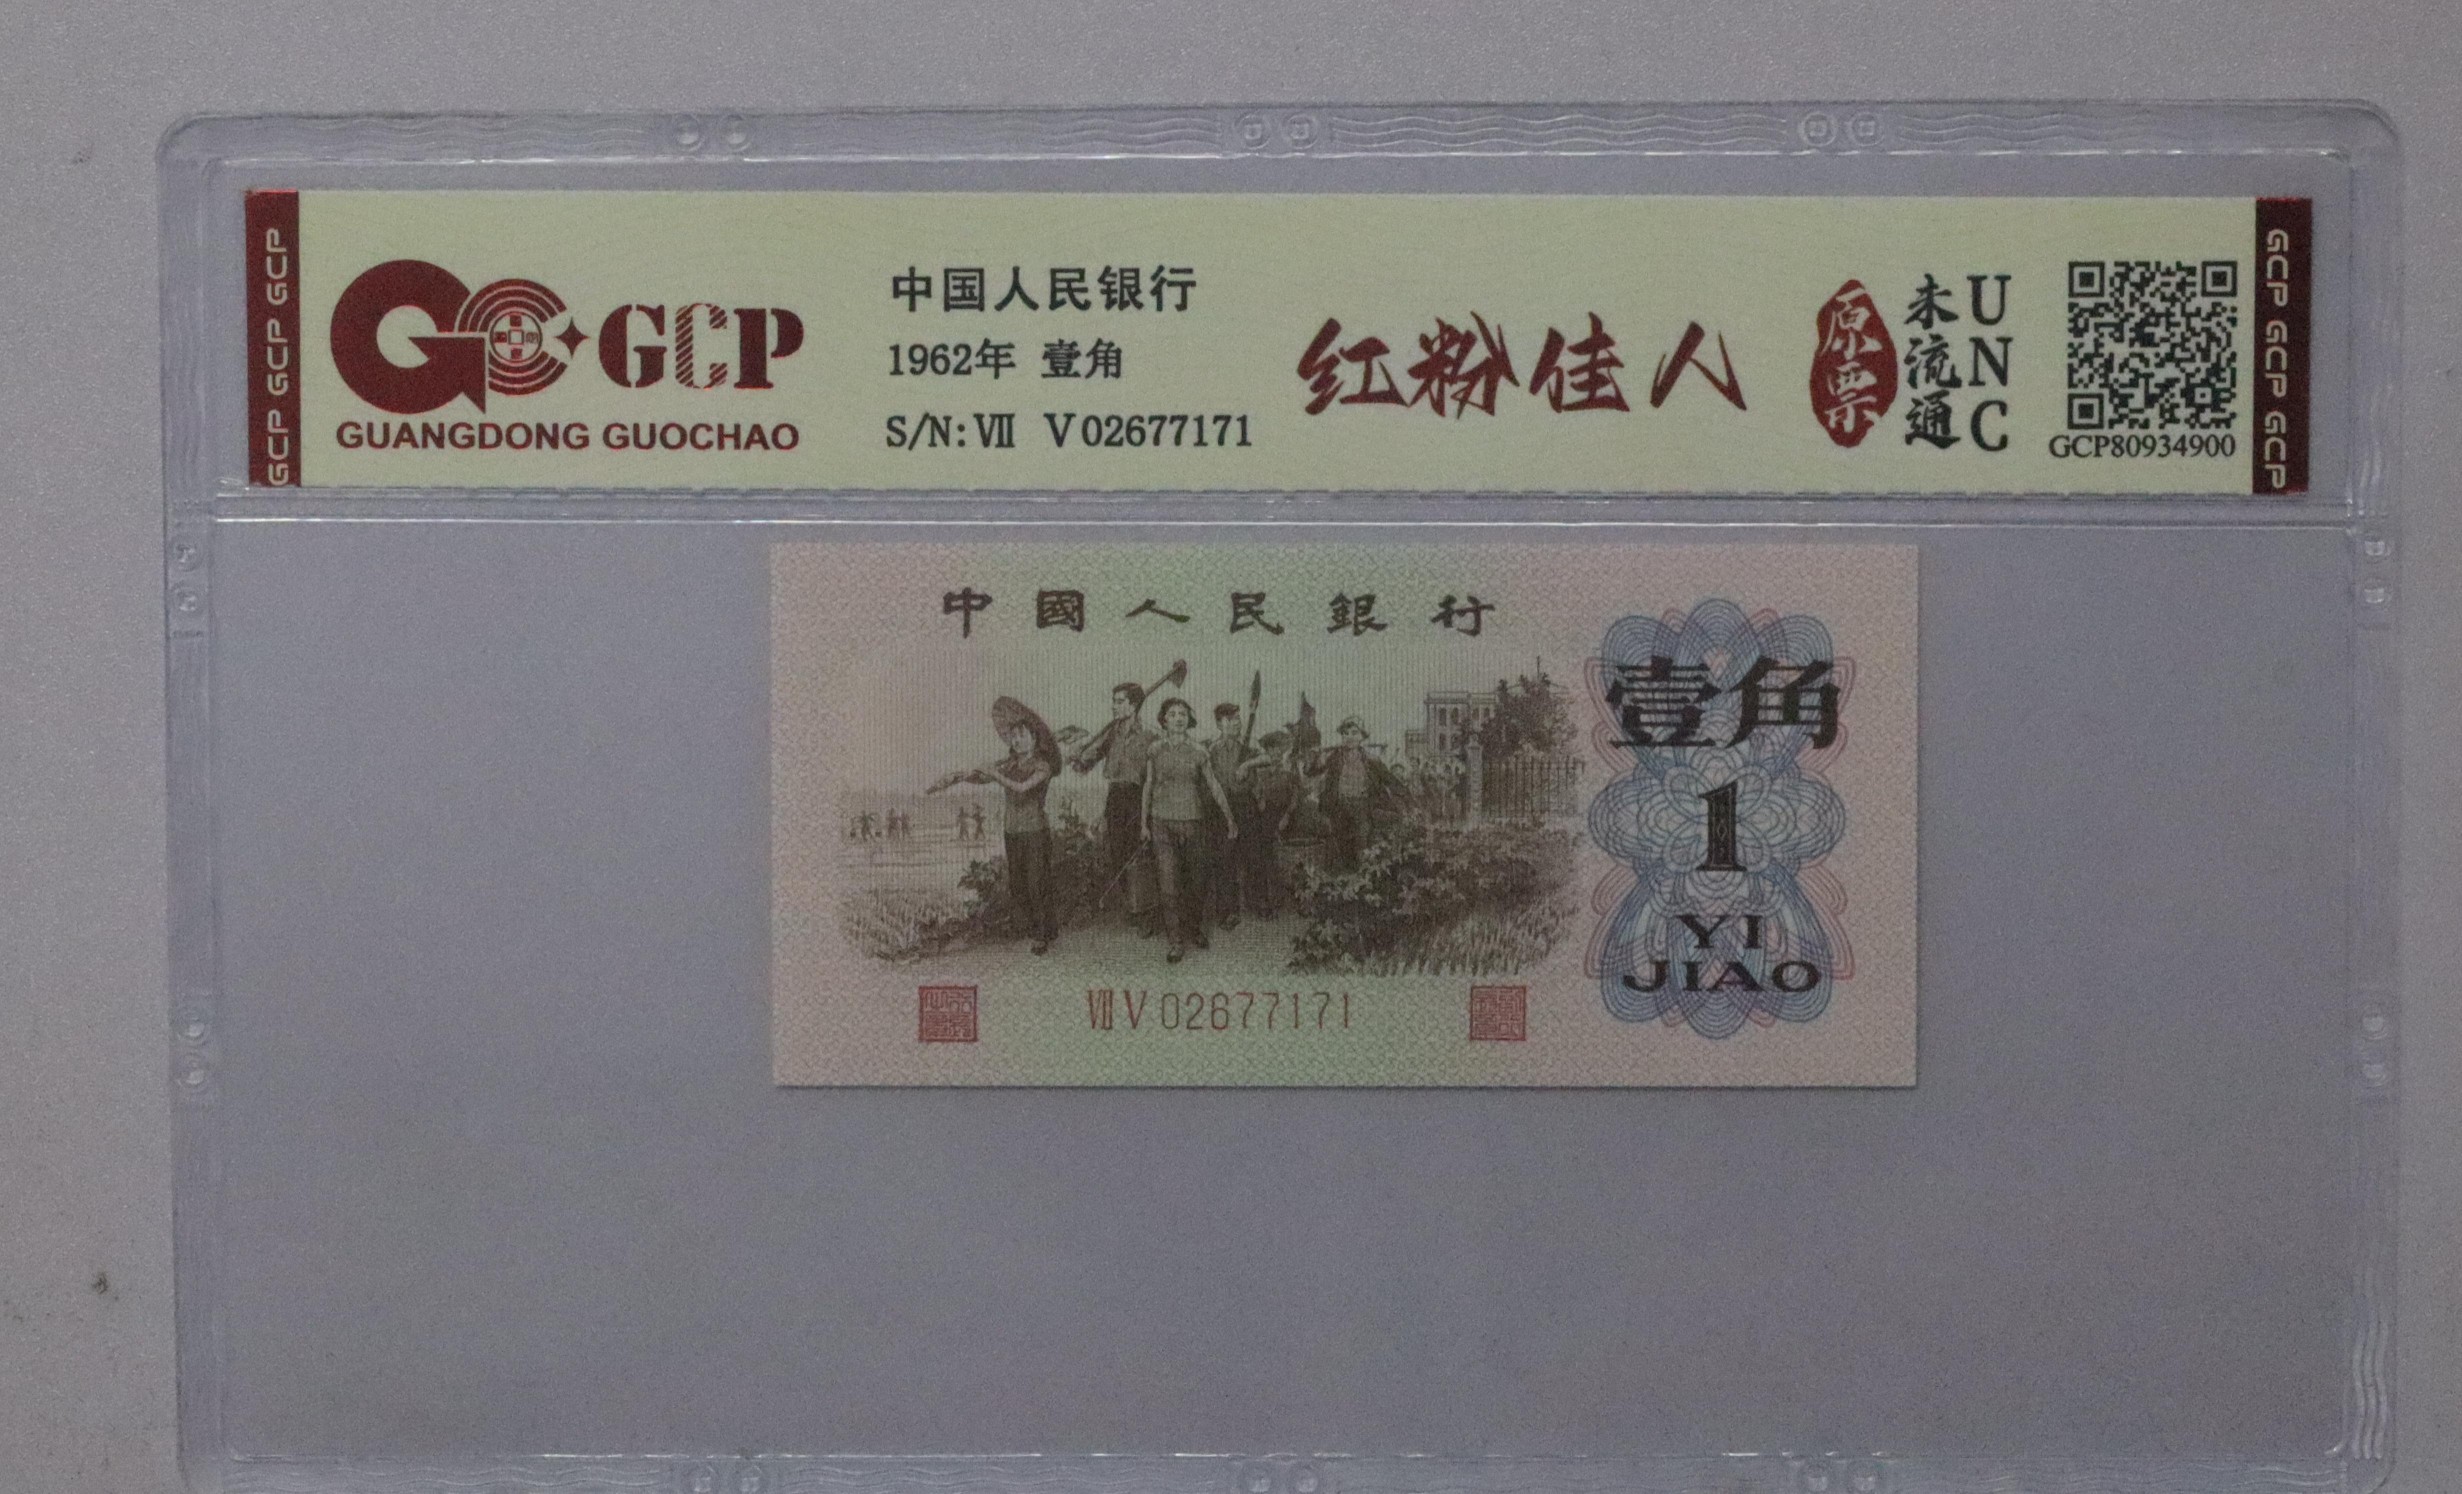 GCP GCP GCP
GCP
GUANGDONG GUOCHAO
中国人民银行
1962年 壹角
S/N: Ⅶ V 02677171
红粉佳人
原票
未流通
UNC
GCP80934900
GCP GCP GCP
中國人民銀行
壹角
1
YI
JIAO
Ⅶ V 02677171